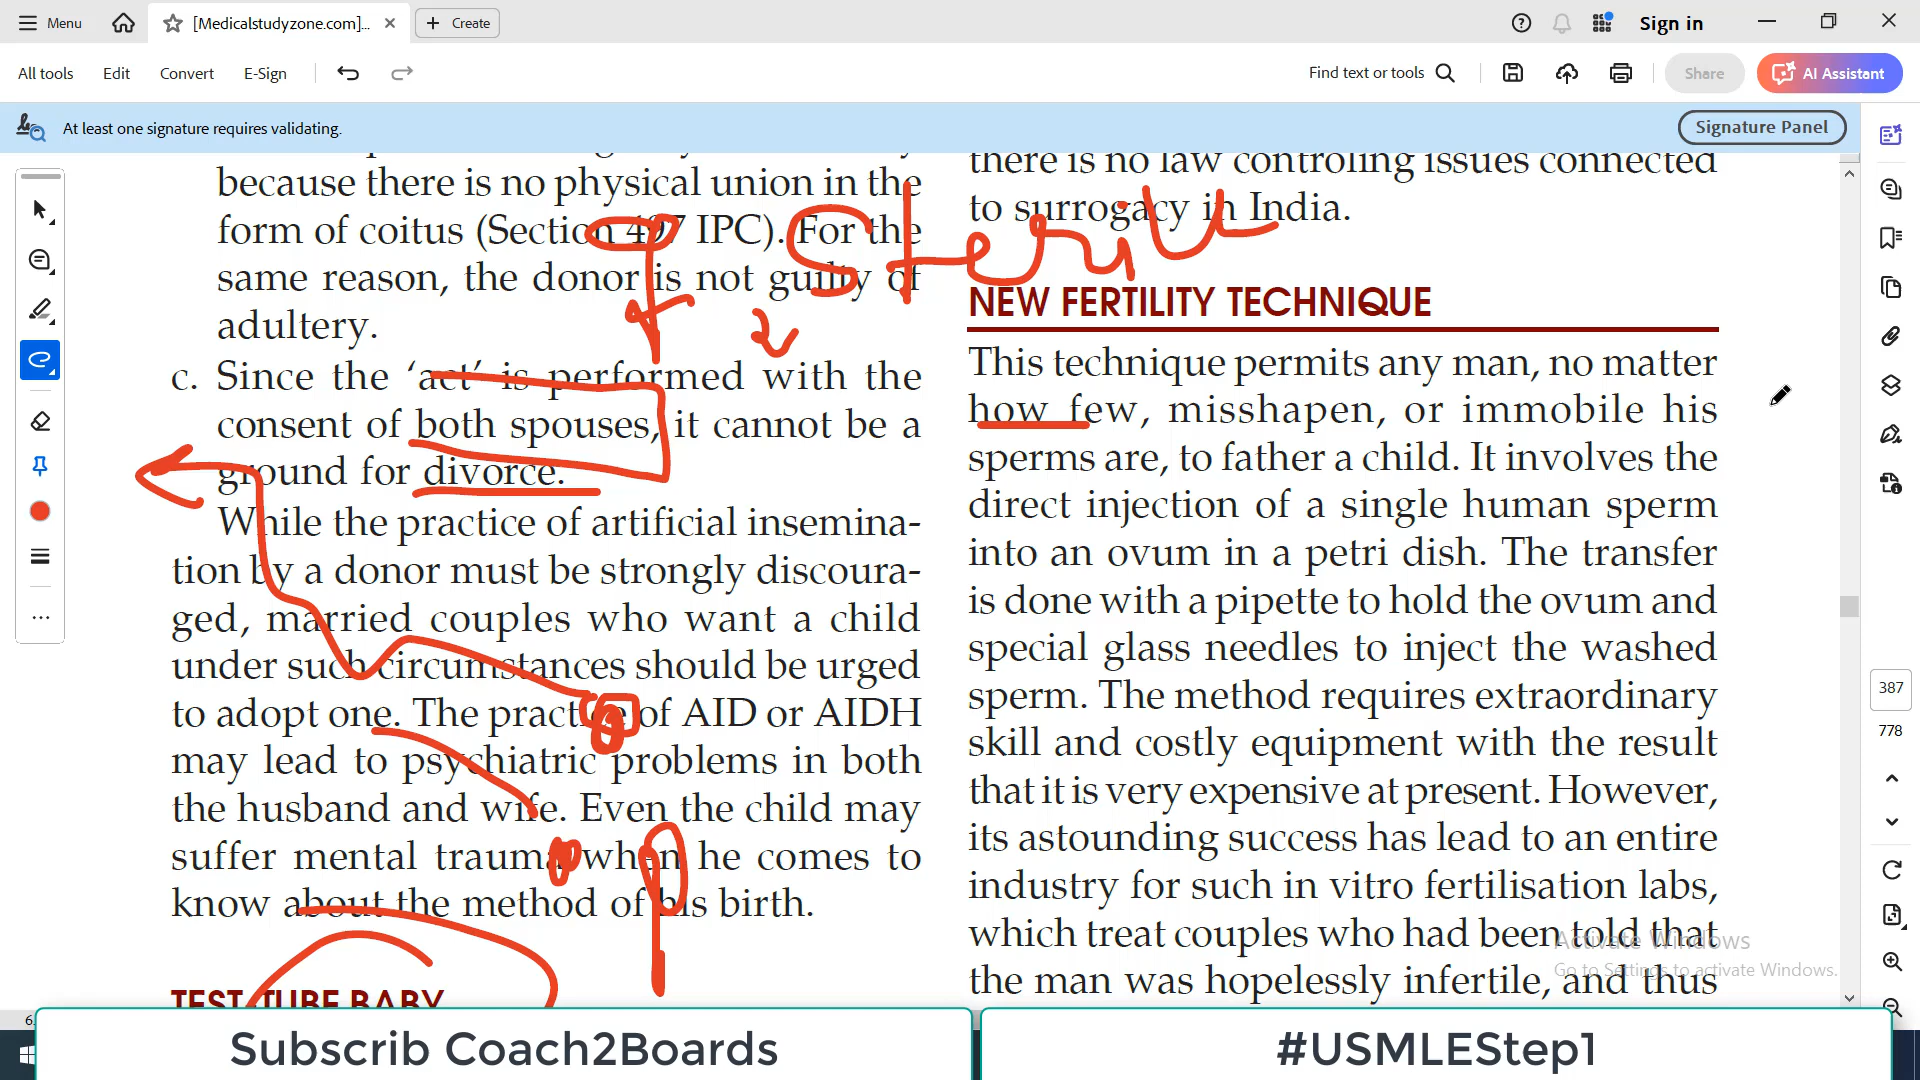 Menu
[Medicalstudyzone.com]...
Create
Sign in
All tools
Edit
Convert
E-Sign
Find text or tools
Share
AI Assistant
At least one signature requires validating.
Signature Panel
because there is no physical union in the
form of coitus (Section 497 IPC). For the
same reason, the donor is not guilty of
adultery.
c. Since the ‘act’ is performed with the
consent of both spouses, it cannot be a
ground for divorce.
While the practice of artificial insemina-
tion by a donor must be strongly discoura-
ged, married couples who want a child
under such circumstances should be urged
to adopt one. The practice of AID or AIDH
may lead to psychiatric problems in both
the husband and wife. Even the child may
suffer mental trauma when he comes to
know about the method of his birth.
TEST-TUBE BABY
there is no law controling issues connected
to surrogacy in India.
NEW FERTILITY TECHNIQUE
This technique permits any man, no matter
how few, misshapen, or immobile his
sperms are, to father a child. It involves the
direct injection of a single human sperm
into an ovum in a petri dish. The transfer
is done with a pipette to hold the ovum and
special glass needles to inject the washed
sperm. The method requires extraordinary
skill and costly equipment with the result
that it is very expensive at present. However,
its astounding success has lead to an entire
industry for such in vitro fertilisation labs,
which treat couples who had been told that
the man was hopelessly infertile, and thus
387
778
Activate Windows
Go to Settings to activate Windows.
Subscrib Coach2Boards
#USMLEStep1